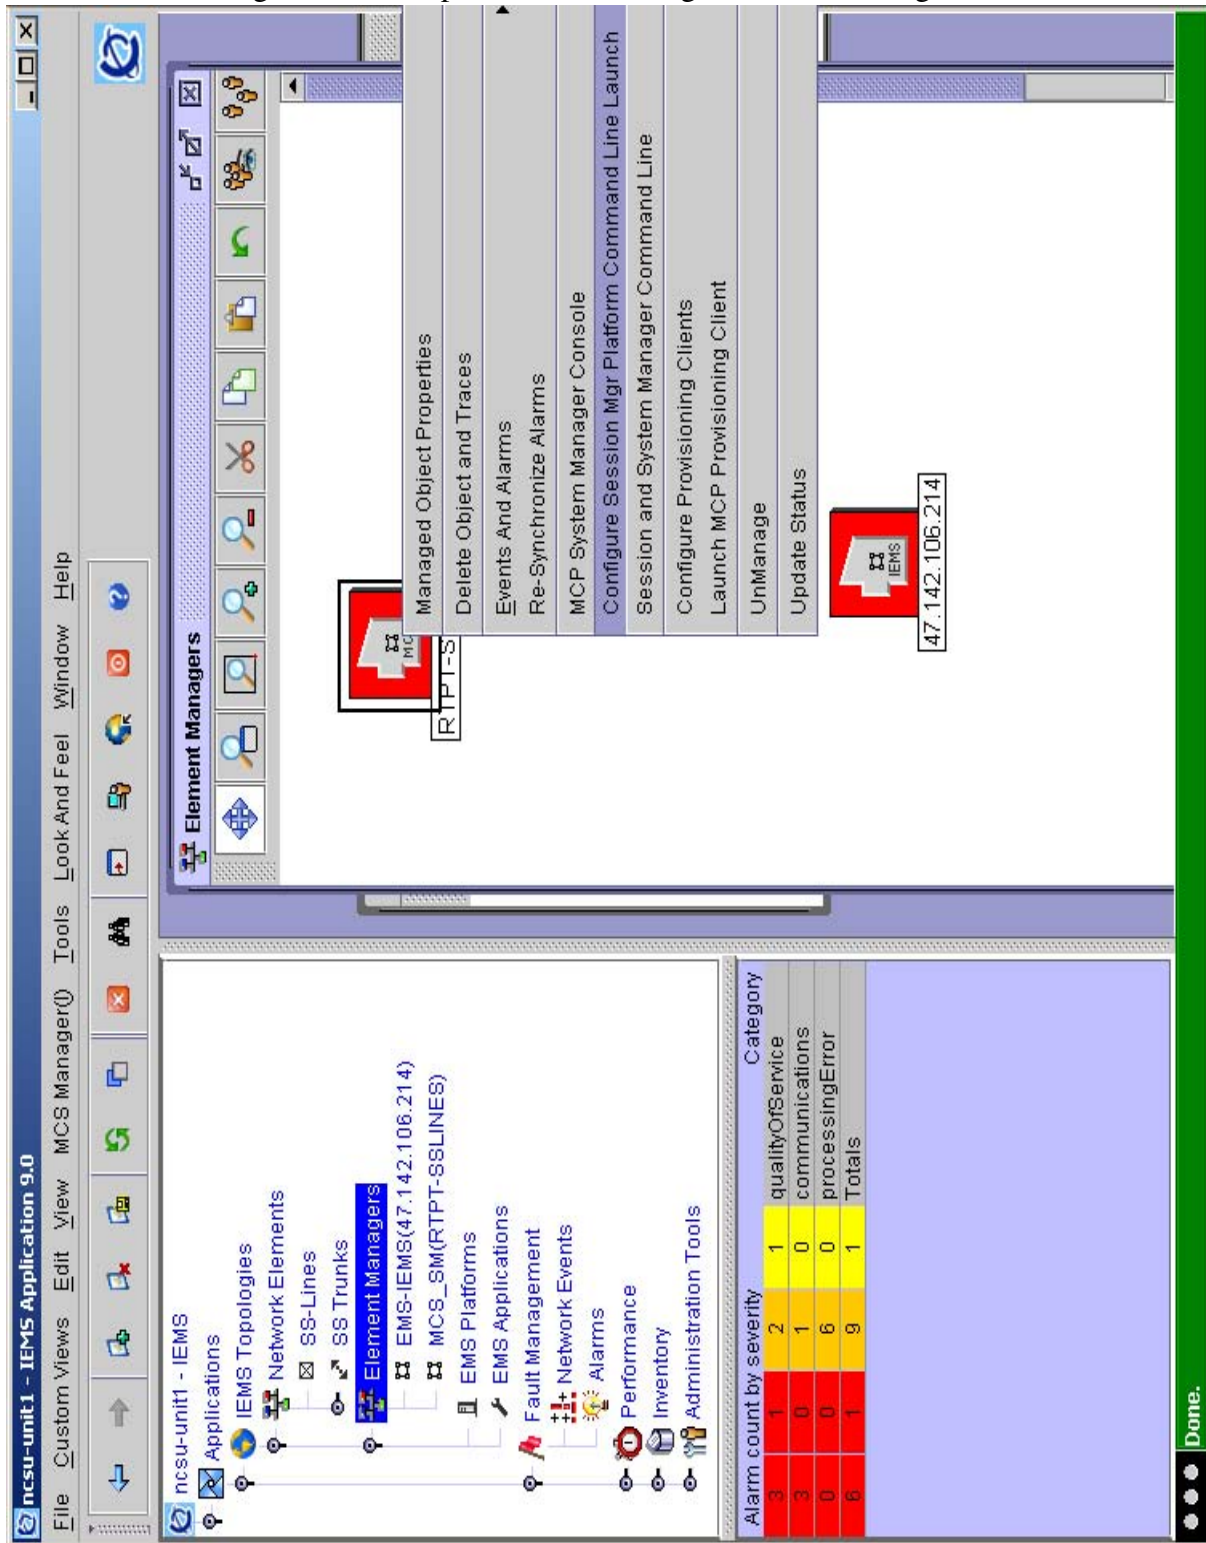 ncsu-unit1 - IEMS Application 9.0
File Custom Views Edit View MCS Manager() Tools Look And Feel Window Help
ncsu-unit1 - IEMS
Applications
IEMS Topologies
Network Elements
SS-Lines
SS Trunks
Element Managers
EMS-IEMS(47.142.106.214)
MCS_SM(RTPT-SSLINES)
EMS Platforms
EMS Applications
Fault Management
Network Events
Alarms
Performance
Inventory
Administration Tools
Alarm count by severity Category
3 1 2 1 qualityOfService
3 0 1 0 communications
0 0 6 0 processingError
6 1 9 1 Totals
Element Managers
MC
RTPT-S
Managed Object Properties
Delete Object and Traces
Events And Alarms
Re-Synchronize Alarms
MCP System Manager Console
Configure Session Mgr Platform Command Line Launch
Session and System Manager Command Line
Configure Provisioning Clients
Launch MCP Provisioning Client
UnManage
Update Status
IEMS
47.142.106.214
Done.